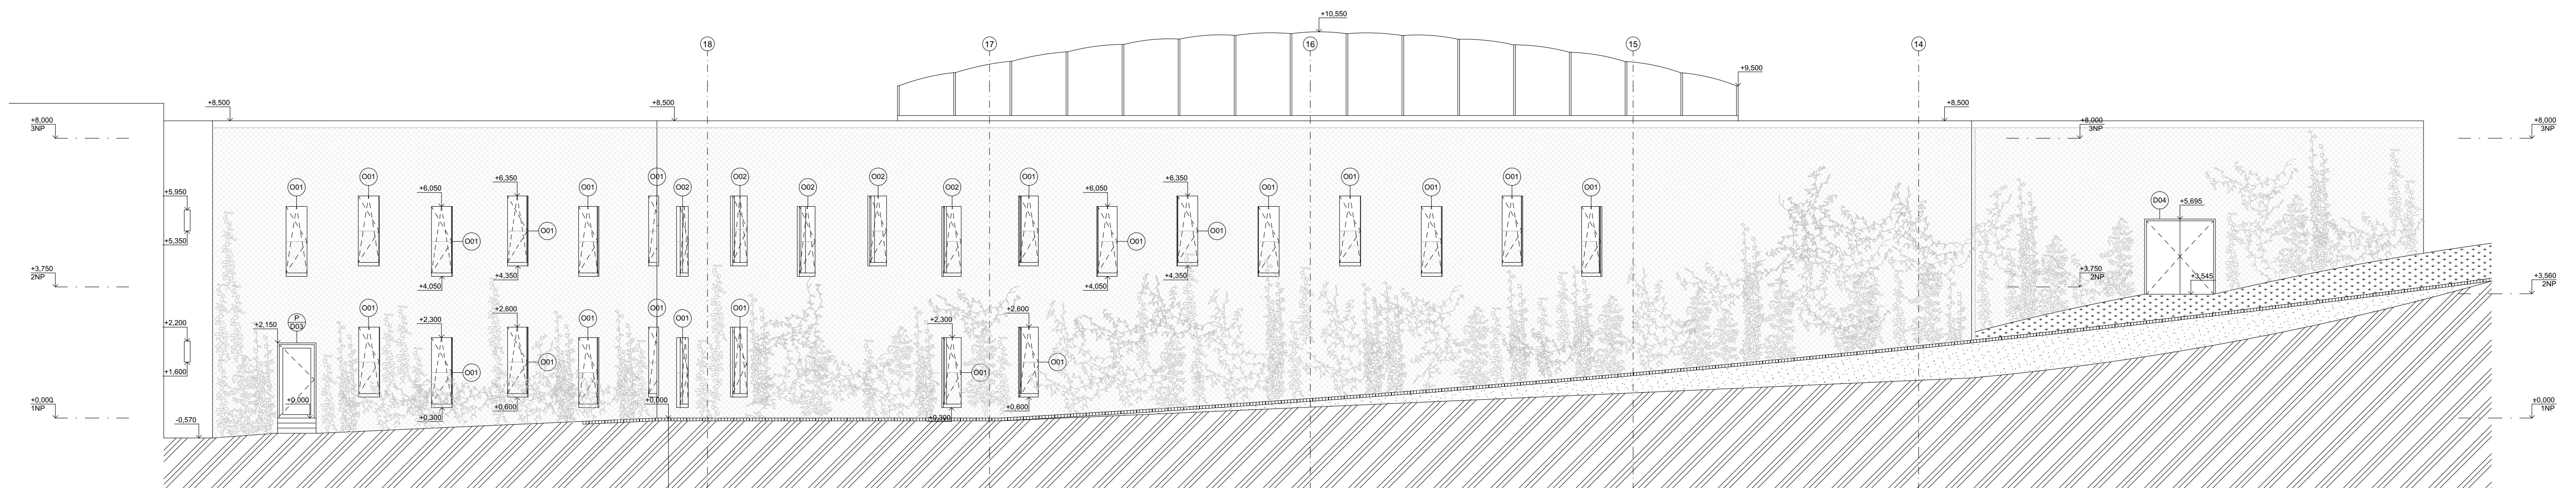 +10,550
18
17
16
15
14
+9,500
+8,500
+8,500
+8,500
+8,000
3NP
+8,000
3NP
+8,000
3NP
O01
O01
+6,050
+6,350
O01
O01
O02
O02
O02
O02
O02
O01
+6,050
+6,350
O01
O01
O01
O01
O01
D04
+5,695
+5,950
+5,350
O01
O01
O01
O01
+4,050
+4,350
+4,050
+4,350
+3,750
2NP
+3,750
2NP
+3,545
+3,560
2NP
+2,200
+1,600
P
D03
+2,150
O01
+2,300
+2,600
O01
O01
O01
O01
+2,300
+2,600
O01
O01
O01
O01
+0,300
+0,600
+0,300
+0,600
±0,000
±0,000
±0,000
1NP
±0,000
1NP
-0,570